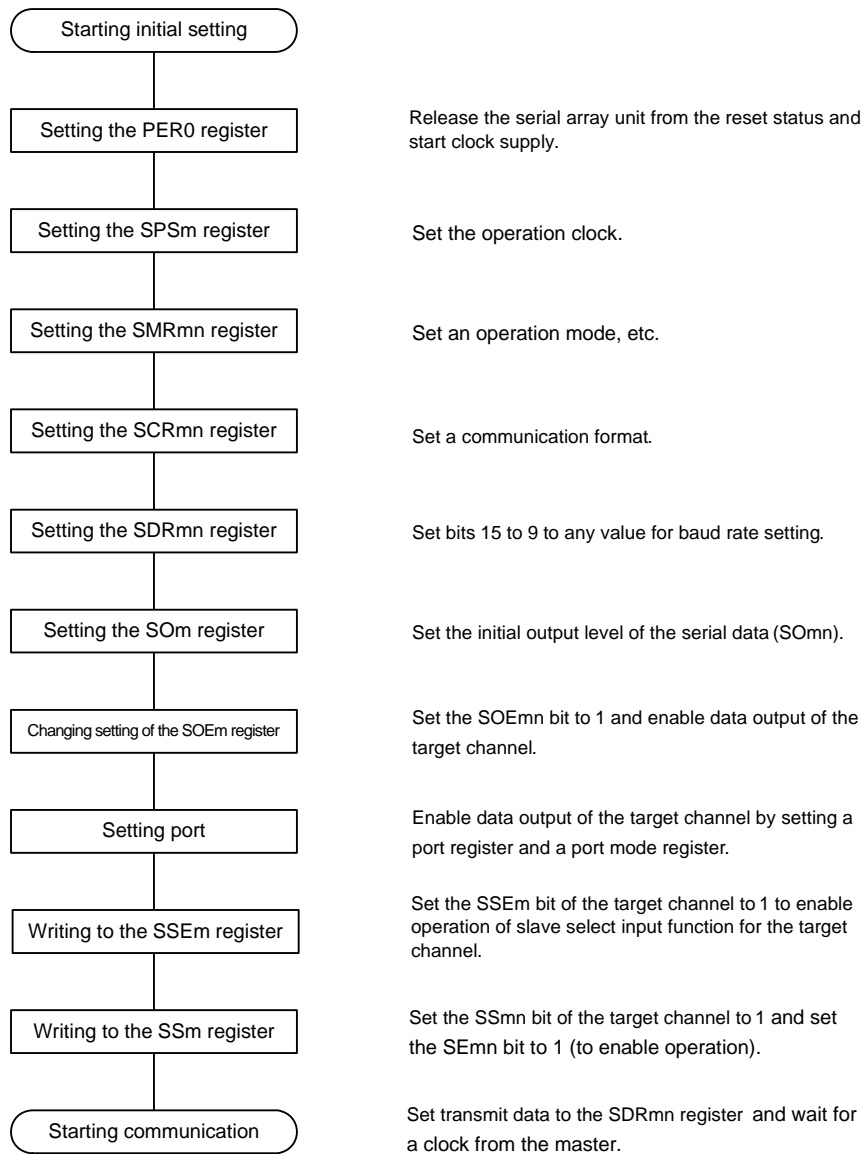 Starting initial setting
Setting the PER0 register
Release the serial array unit from the reset status and
start clock supply.
Setting the SPSm register
Set the operation clock.
Setting the SMRmn register
Set an operation mode, etc.
Setting the SCRmn register
Set a communication format.
Setting the SDRmn register
Set bits 15 to 9 to any value for baud rate setting.
Setting the SOm register
Set the initial output level of the serial data (SOmn).
Changing setting of the SOEm register
Set the SOEmn bit to 1 and enable data output of the
target channel.
Setting port
Enable data output of the target channel by setting a
port register and a port mode register.
Writing to the SSEm register
Set the SSEm bit of the target channel to 1 to enable
operation of slave select input function for the target
channel.
Writing to the SSm register
Set the SSmn bit of the target channel to 1 and set
the SEmn bit to 1 (to enable operation).
Starting communication
Set transmit data to the SDRmn register and wait for
a clock from the master.